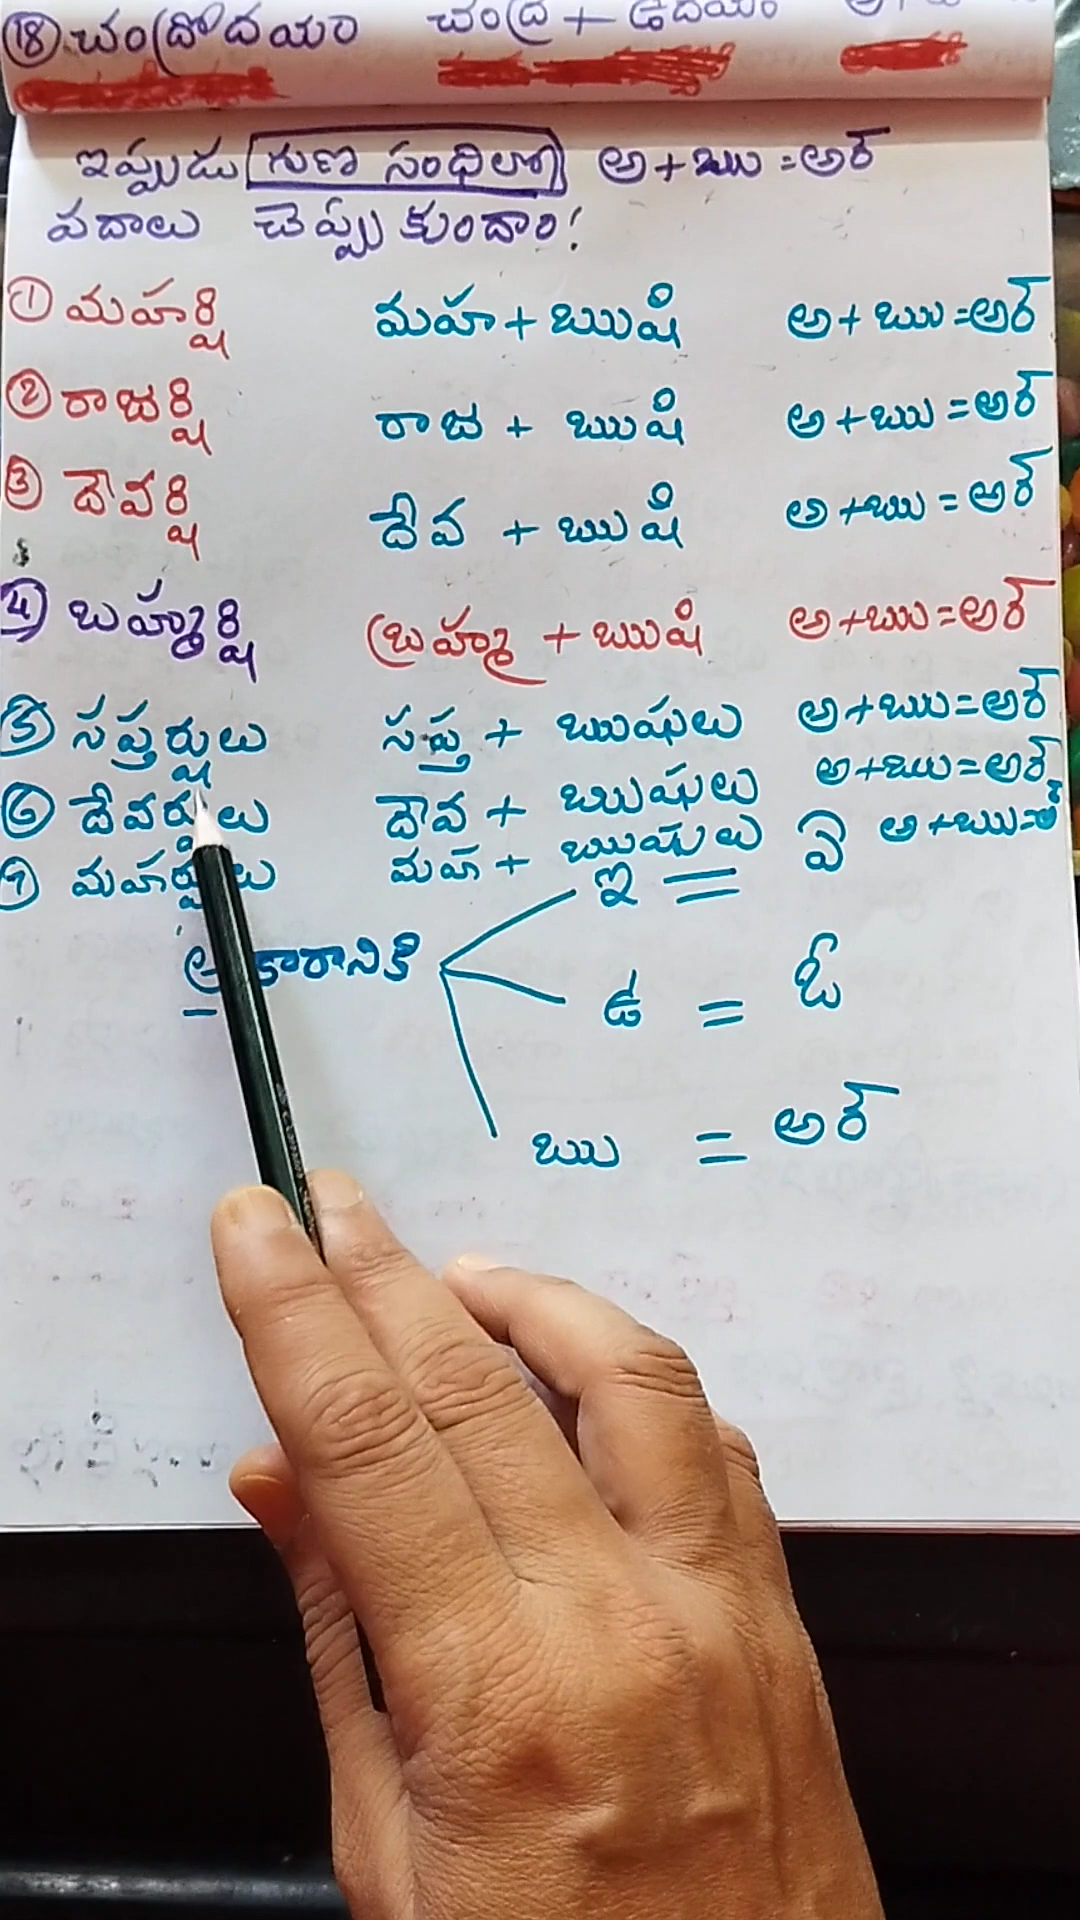 18 చంద్రోదయం చంద్ర + ఉదయం
ఇప్పుడు గుణ సంధిలో అ+ఋ =అర్
పదాలు చెప్పుకుందాం!
1 మహర్షి మహ + ఋషి అ+ఋ =అర్
2 రాజర్షి రాజ + ఋషి అ+ఋ =అర్
3 దేవర్షి దేవ + ఋషి అ+ఋ = అర్
4 బహ్మర్షి బ్రహ్మ + ఋషి అ+ఋ=అర్
5 సప్తర్షులు సప్త + ఋషులు అ+ఋ=అర్
6 దేవర్షులు దేవ + ఋషులు అ+ఋ=అర్
7 మహర్షులు మహ + ఋషులు అ+ఋ=
అకారానికి ఇ = ఏ
ఉ = ఓ
ఋ = అర్